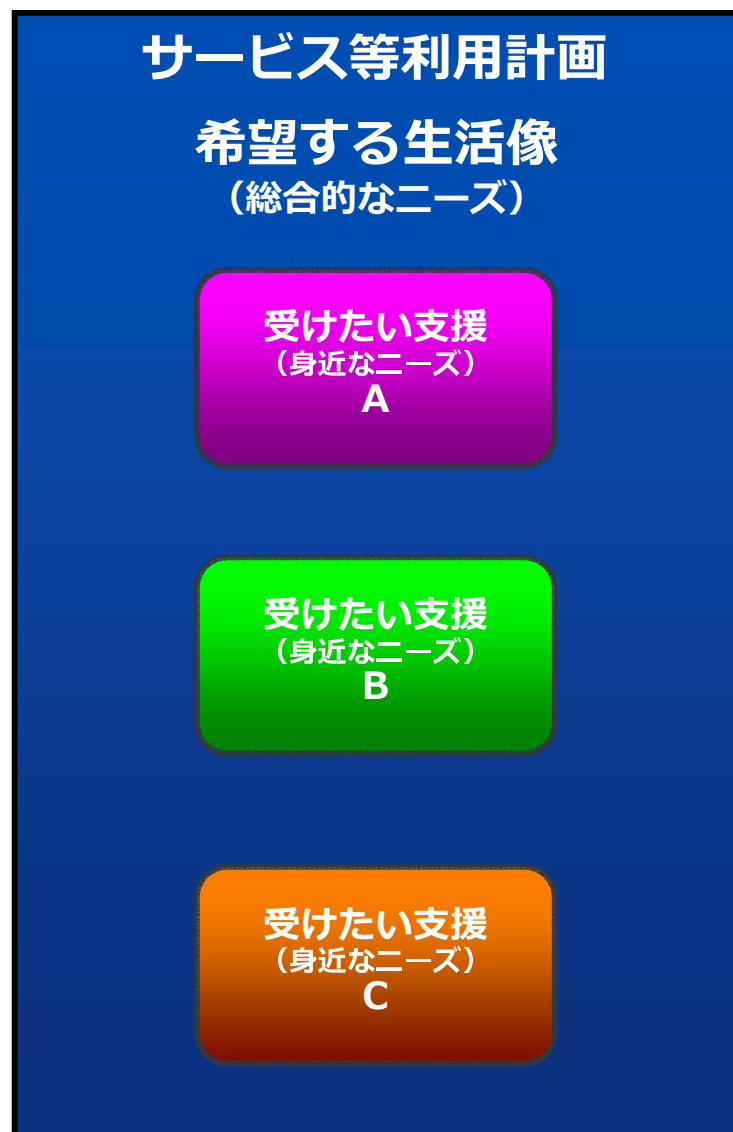 サービス等利用計画
希望する生活像
（総合的なニーズ）
受けたい支援
（身近なニーズ）
A
受けたい支援
（身近なニーズ）
B
受けたい支援
（身近なニーズ）
C